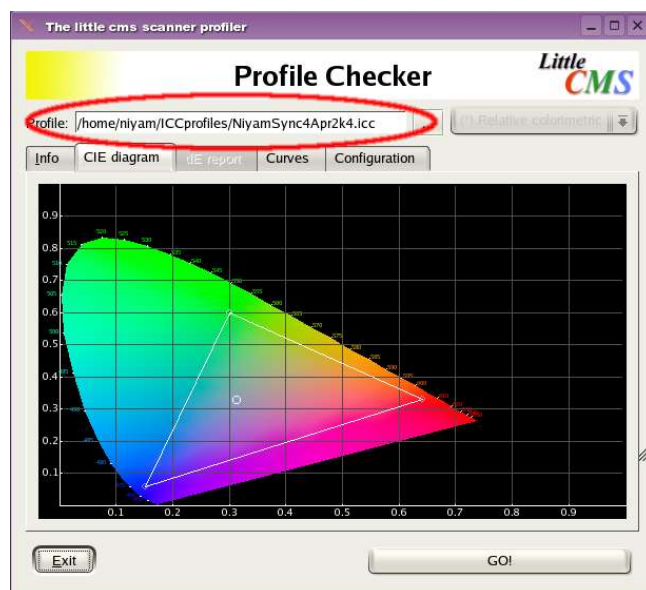 The little cms scanner profiler
Profile Checker
Little
CMS
Profile: /home/niyam/ICCprofiles/NiyamSync4Apr2k4.icc ... (!) Relative colorimetric
Info CIE diagram dE report Curves Configuration
0.9
0.8
0.7
0.6
0.5
0.4
0.3
0.2
0.1
0.1 0.2 0.3 0.4 0.5 0.6 0.7 0.8 0.9
Exit GO!